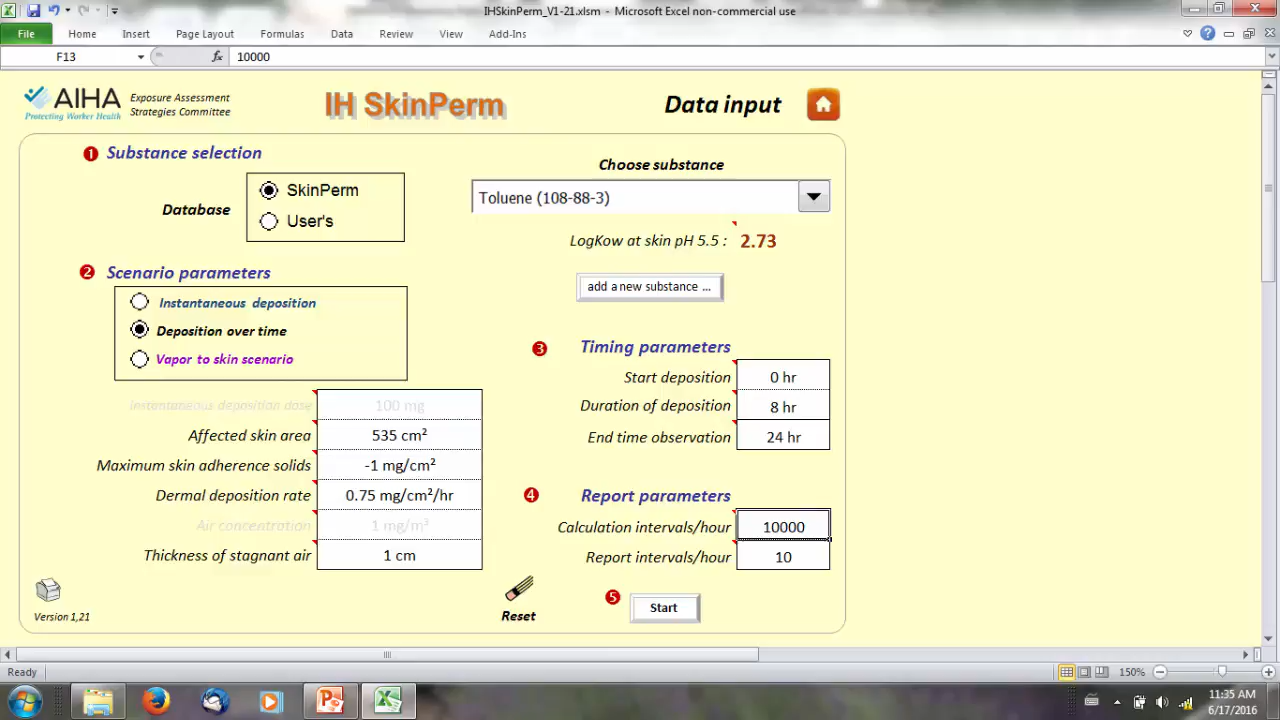 IHSkinPerm_V1-21.xlsm - Microsoft Excel non-commercial use
File Home Insert Page Layout Formulas Data Review View Add-Ins
F13 fx 10000
AIHA
Protecting Worker Health
Exposure Assessment
Strategies Committee
IH SkinPerm
Data input
1 Substance selection
Choose substance
Database
SkinPerm
User's
Toluene (108-88-3)
LogKow at skin pH 5.5 : 2.73
add a new substance ...
2 Scenario parameters
Instantaneous deposition
Deposition over time
Vapor to skin scenario
3 Timing parameters
Start deposition 0 hr
Duration of deposition 8 hr
End time observation 24 hr
instantaneous deposition dose 100 mg
Affected skin area 535 cm²
Maximum skin adherence solids -1 mg/cm²
Dermal deposition rate 0.75 mg/cm²/hr
Air concentration 1 mg/m³
Thickness of stagnant air 1 cm
4 Report parameters
Calculation intervals/hour 10000
Report intervals/hour 10
Version 1,21
Reset
5 Start
Ready
150%
11:35 AM
6/17/2016